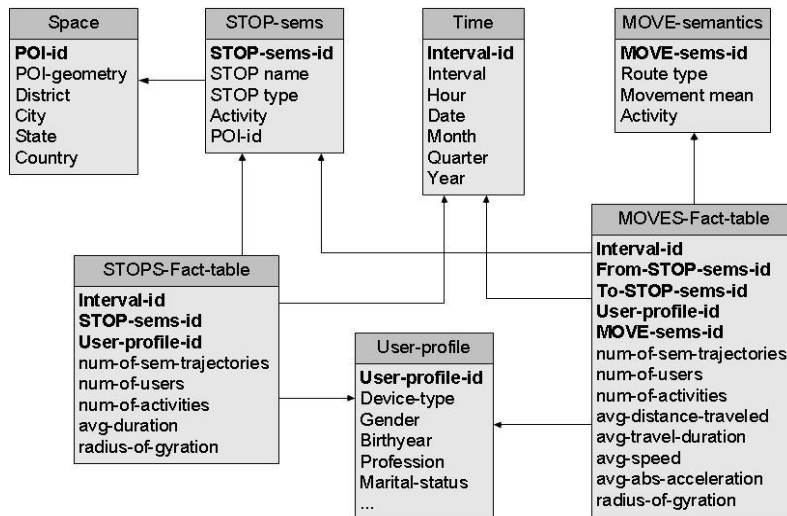 Space
POI-id
POI-geometry
District
City
State
Country
STOP-sems
STOP-sems-id
STOP name
STOP type
Activity
POI-id
Time
Interval-id
Interval
Hour
Date
Month
Quarter
Year
MOVE-semantics
MOVE-sems-id
Route type
Movement mean
Activity
STOPS-Fact-table
Interval-id
STOP-sems-id
User-profile-id
num-of-sem-trajectories
num-of-users
num-of-activities
avg-duration
radius-of-gyration
User-profile
User-profile-id
Device-type
Gender
Birthyear
Profession
Marital-status
...
MOVES-Fact-table
Interval-id
From-STOP-sems-id
To-STOP-sems-id
User-profile-id
MOVE-sems-id
num-of-sem-trajectories
num-of-users
num-of-activities
avg-distance-traveled
avg-travel-duration
avg-speed
avg-abs-acceleration
radius-of-gyration